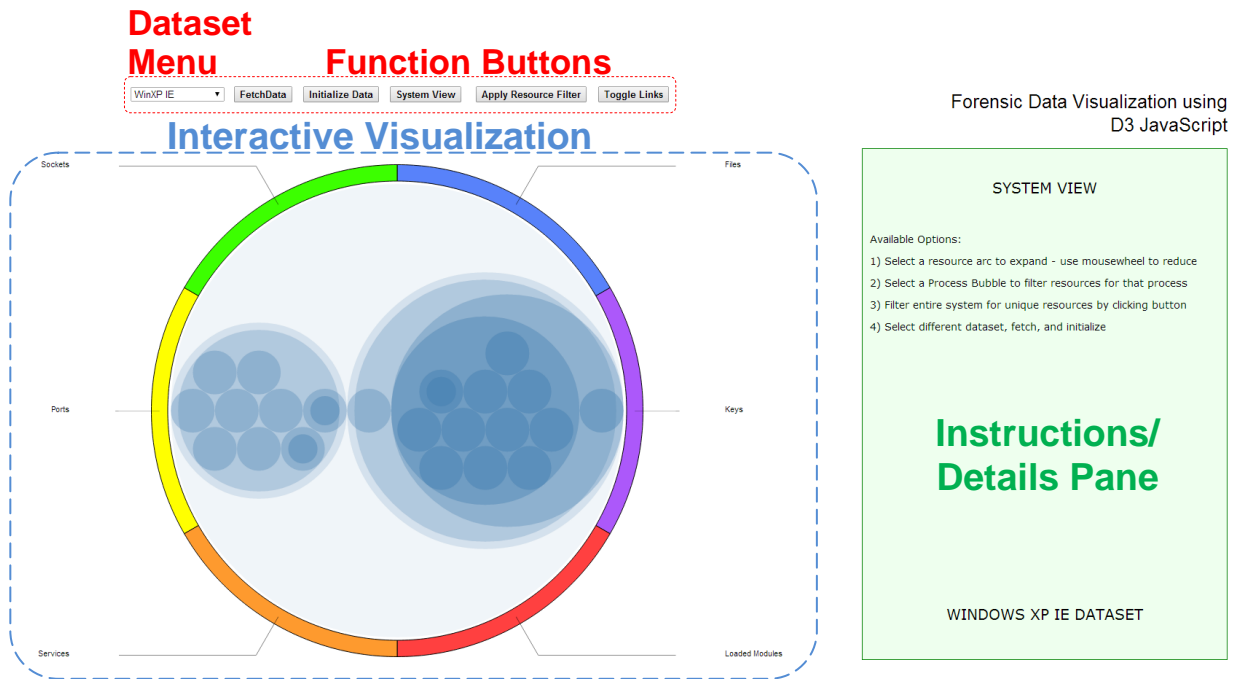 Dataset
Menu
Function Buttons
WinXP IE
FetchData
Initialize Data
System View
Apply Resource Filter
Toggle Links
Interactive Visualization
Sockets
Files
Ports
Keys
Services
Loaded Modules
Forensic Data Visualization using
D3 JavaScript
SYSTEM VIEW
Available Options:
1) Select a resource arc to expand - use mousewheel to reduce
2) Select a Process Bubble to filter resources for that process
3) Filter entire system for unique resources by clicking button
4) Select different dataset, fetch, and initialize
Instructions/
Details Pane
WINDOWS XP IE DATASET